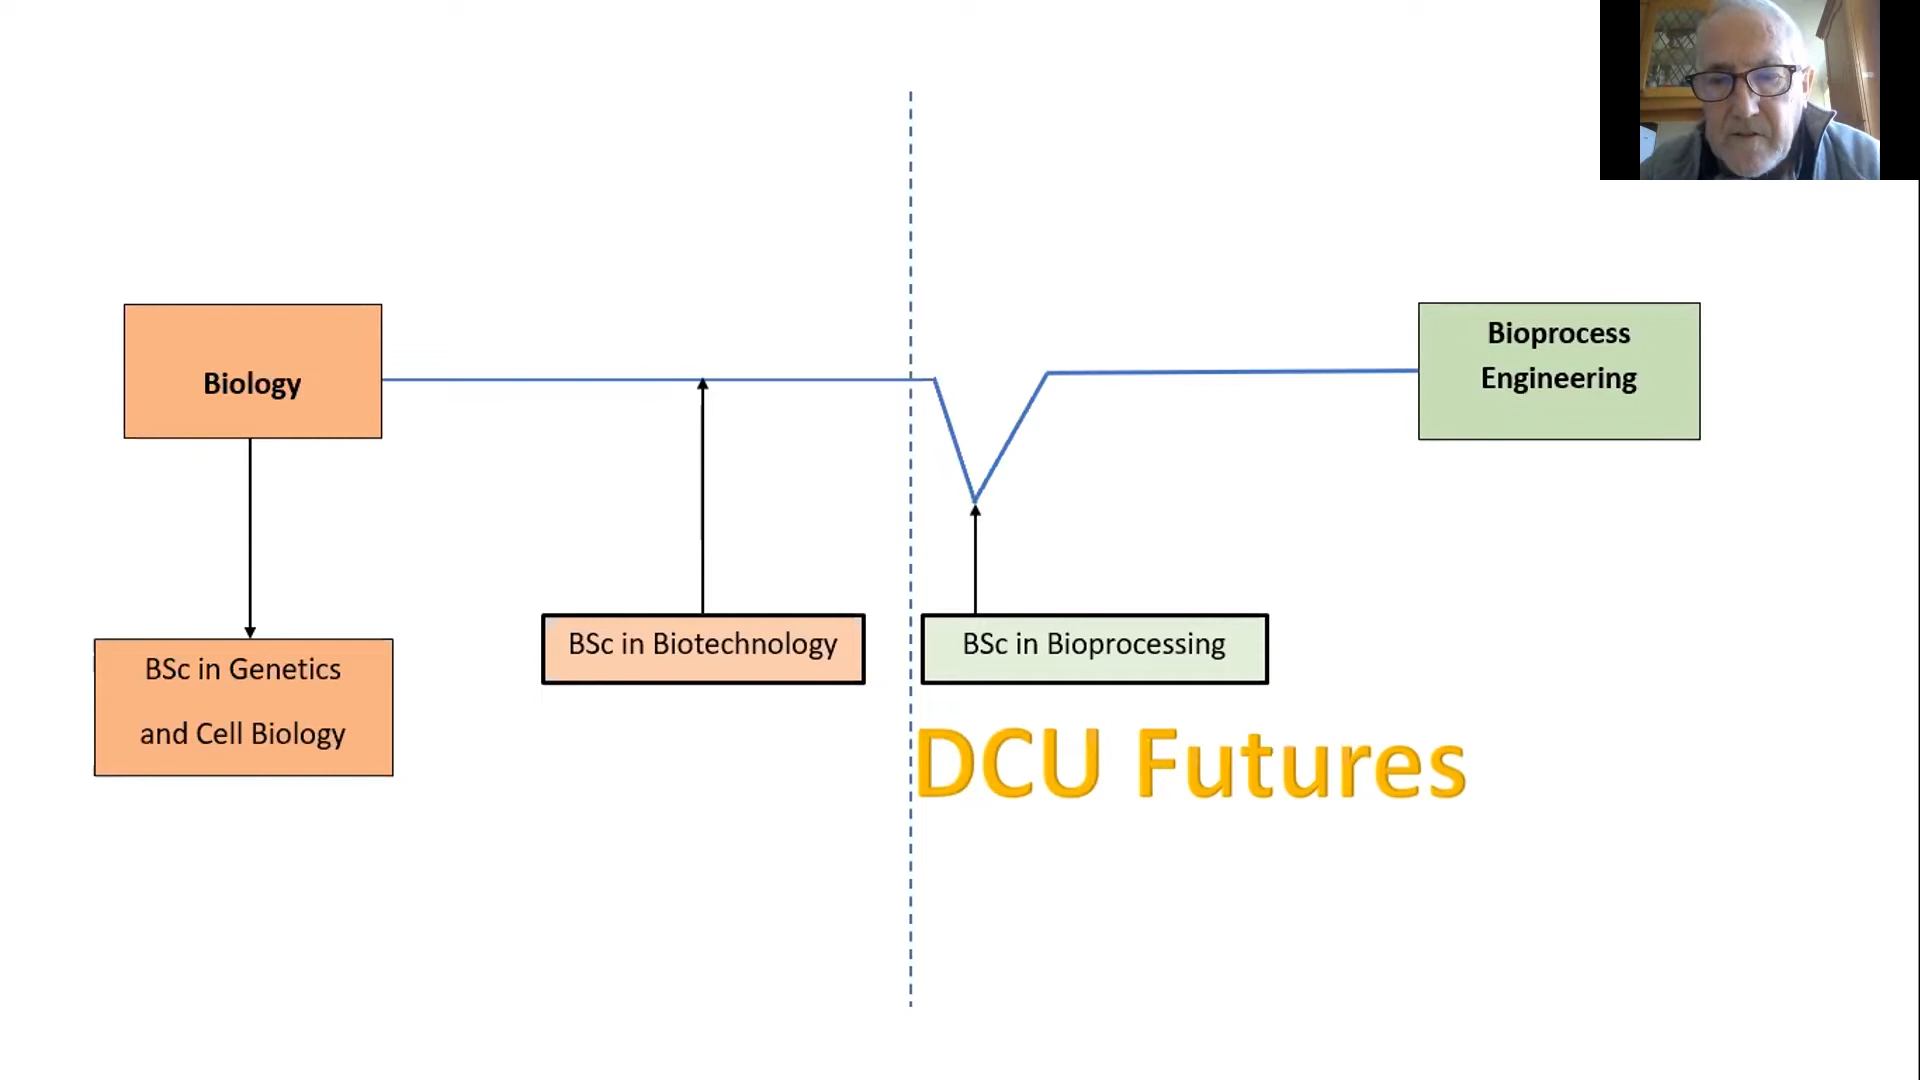 Biology
Bioprocess
Engineering
BSc in Genetics
and Cell Biology
BSc in Biotechnology
BSc in Bioprocessing
DCU Futures